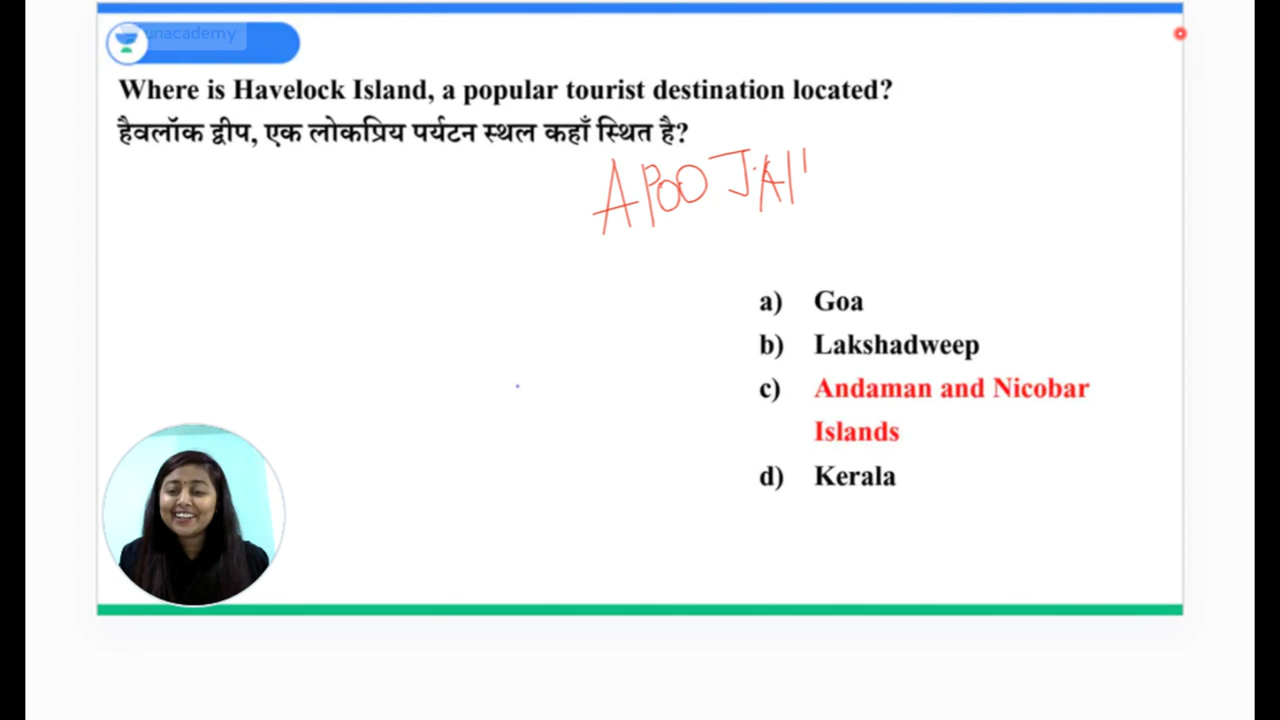 unacademy
Where is Havelock Island, a popular tourist destination located?
हैवलॉक द्वीप, एक लोकप्रिय पर्यटन स्थल कहाँ स्थित है?
a) Goa
b) Lakshadweep
c) Andaman and Nicobar
Islands
d) Kerala